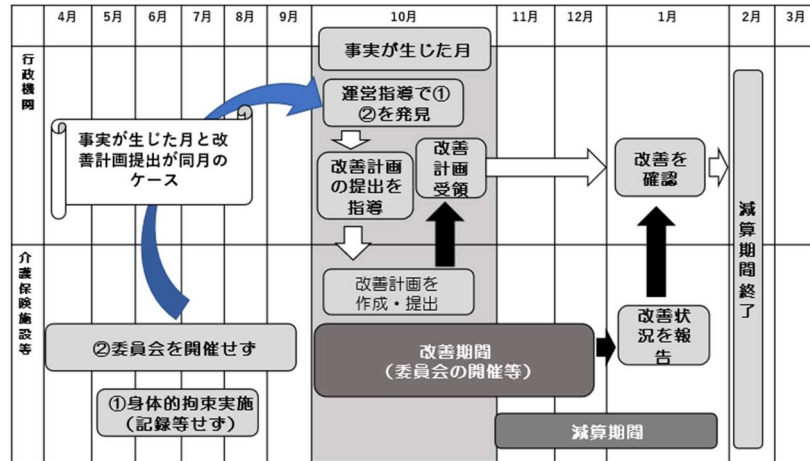 4月 5月 6月 7月 8月 9月 10月 11月 12月 1月 2月 3月
行政機関
事実が生じた月
運営指導で①
②を発見
事実が生じた月と改
善計画提出が同月の
ケース
改善計画
の提出を
指導
改善
計画
受領
改善を
確認
減算期間終了
介護保険施設等
改善計画を
作成・提出
②委員会を開催せず
改善期間
(委員会の開催等)
改善状
況を報
告
①身体的拘束実施
(記録等せず)
減算期間